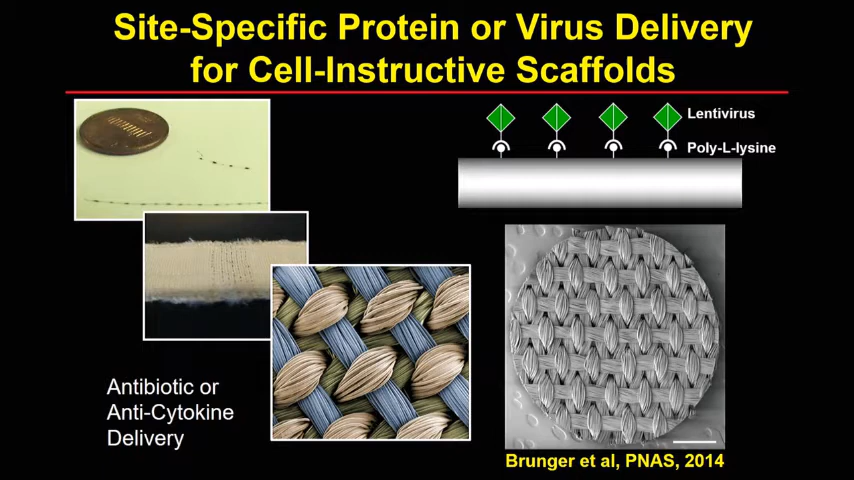 Site-Specific Protein or Virus Delivery
for Cell-Instructive Scaffolds
Lentivirus
Poly-L-lysine
Antibiotic or
Anti-Cytokine
Delivery
Brunger et al, PNAS, 2014